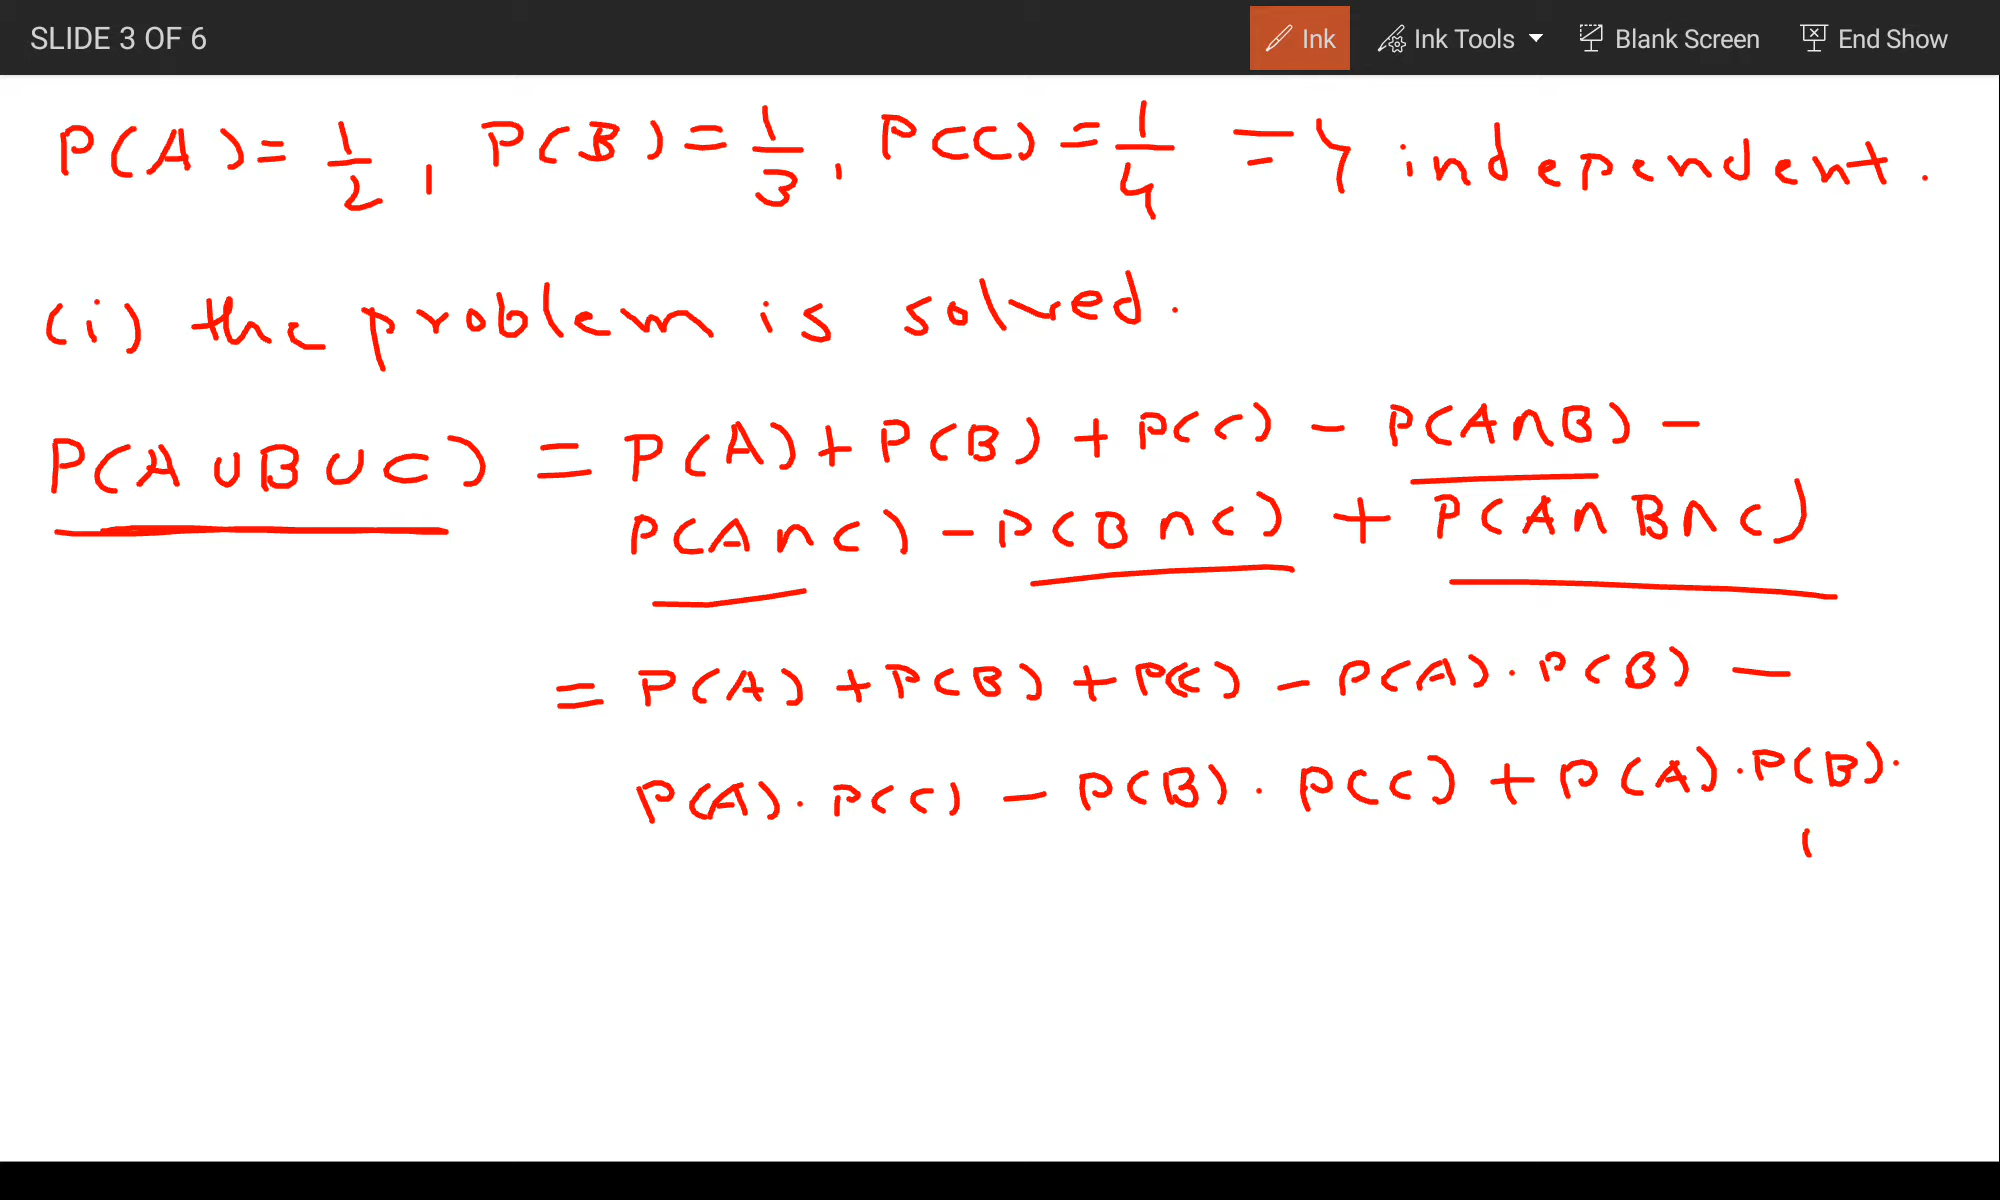 SLIDE 3 OF 6 Ink Ink Tools Blank Screen End Show
P(A) = 1/2, P(B) = 1/3, P(C) = 1/4 => independent.
(i) the problem is solved.
P(A∪B∪C) = P(A) + P(B) + P(C) - P(A∩B) -
P(A∩C) - P(B∩C) + P(A∩B∩C)
= P(A) + P(B) + P(C) - P(A).P(B) -
P(A).P(C) - P(B).P(C) + P(A).P(B).
(